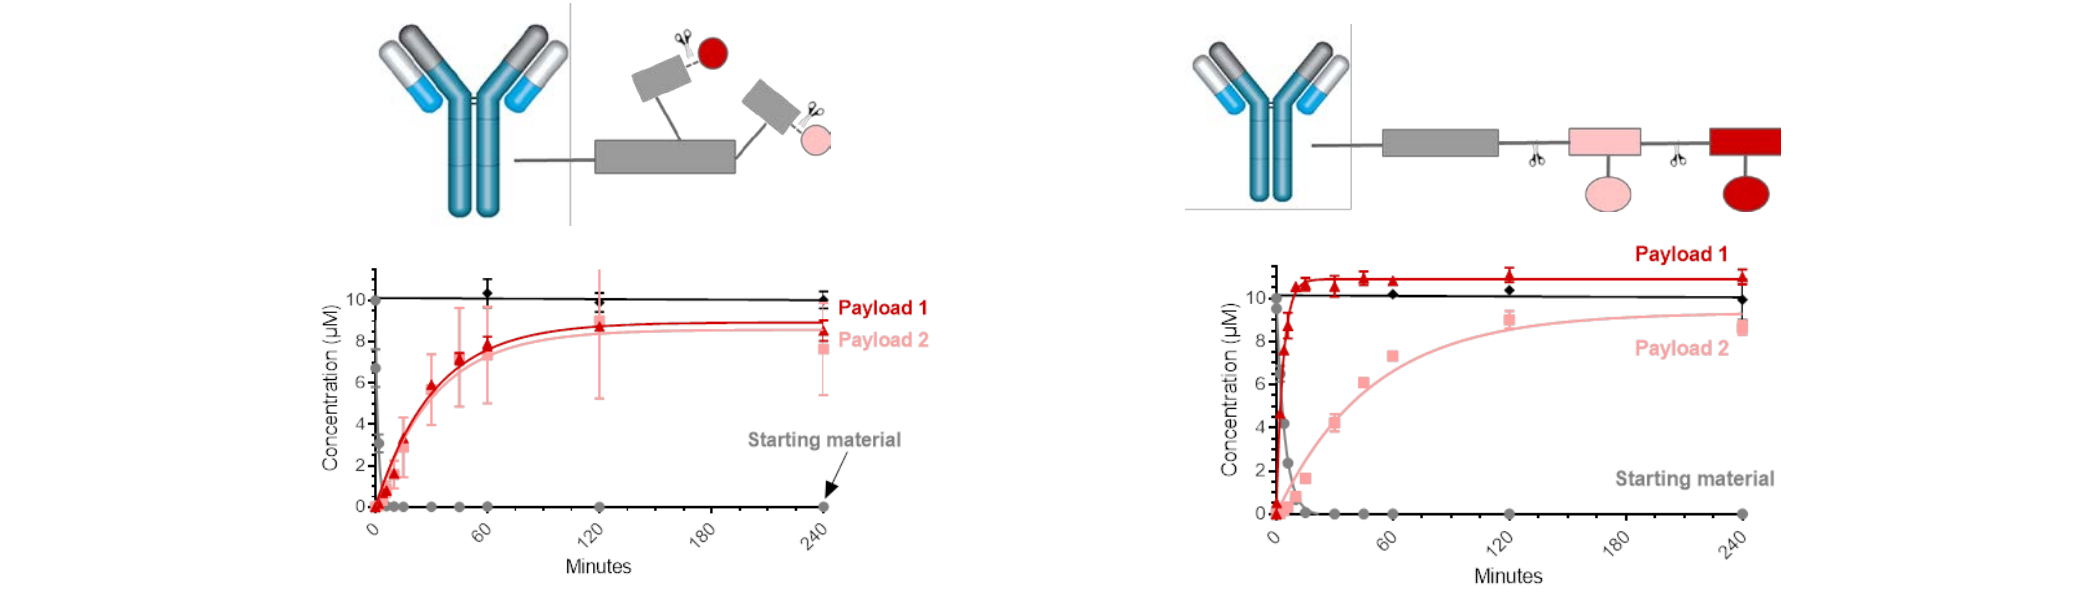 10
8
6
4
2
0
Concentration (µM)
Payload 1
Payload 2
Starting material
0
60
120
180
240
Minutes
10
8
6
4
2
0
Concentration (µM)
Payload 1
Payload 2
Starting material
0
60
120
180
240
Minutes